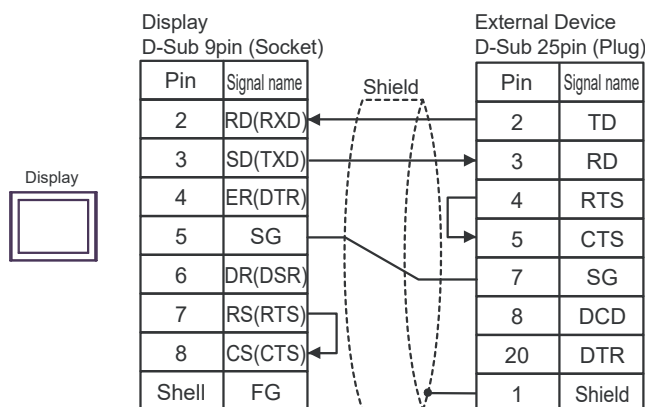 Display
D-Sub 9pin (Socket)
External Device
D-Sub 25pin (Plug)
Pin Signal name
Shield
Pin Signal name
2 RD(RXD)
2 TD
3 SD(TXD)
3 RD
Display
4 ER(DTR)
4 RTS
5 SG
5 CTS
6 DR(DSR)
7 SG
7 RS(RTS)
8 DCD
8 CS(CTS)
20 DTR
Shell FG
1 Shield